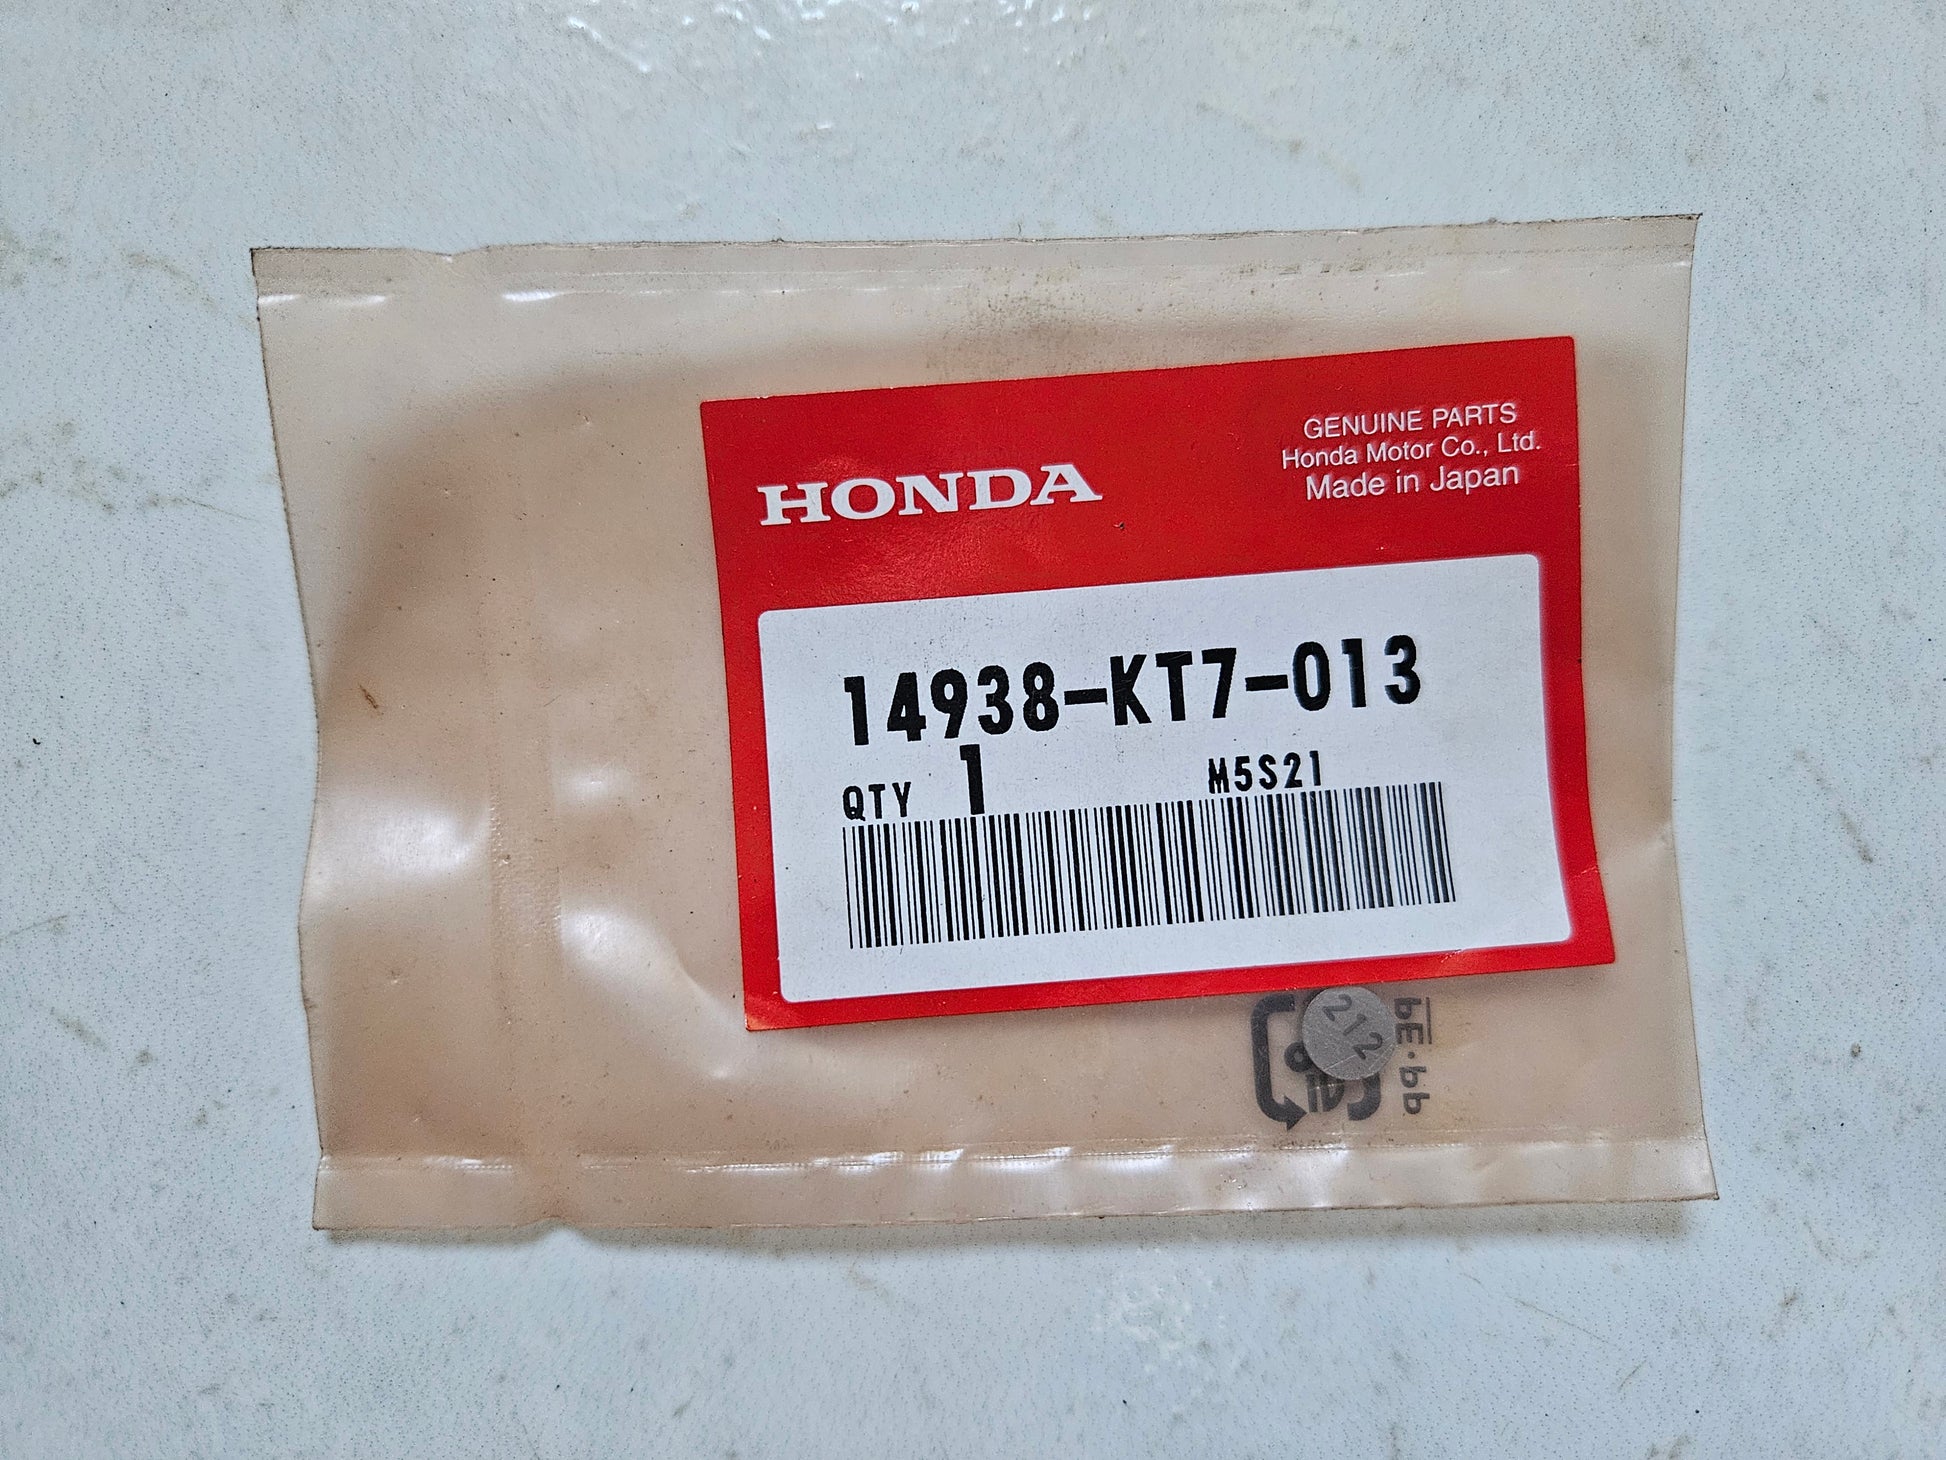 HONDA
GENUINE PARTS
Honda Motor Co., Ltd.
Made in Japan
14938-KT7-013
QTY 1 M5S21
212